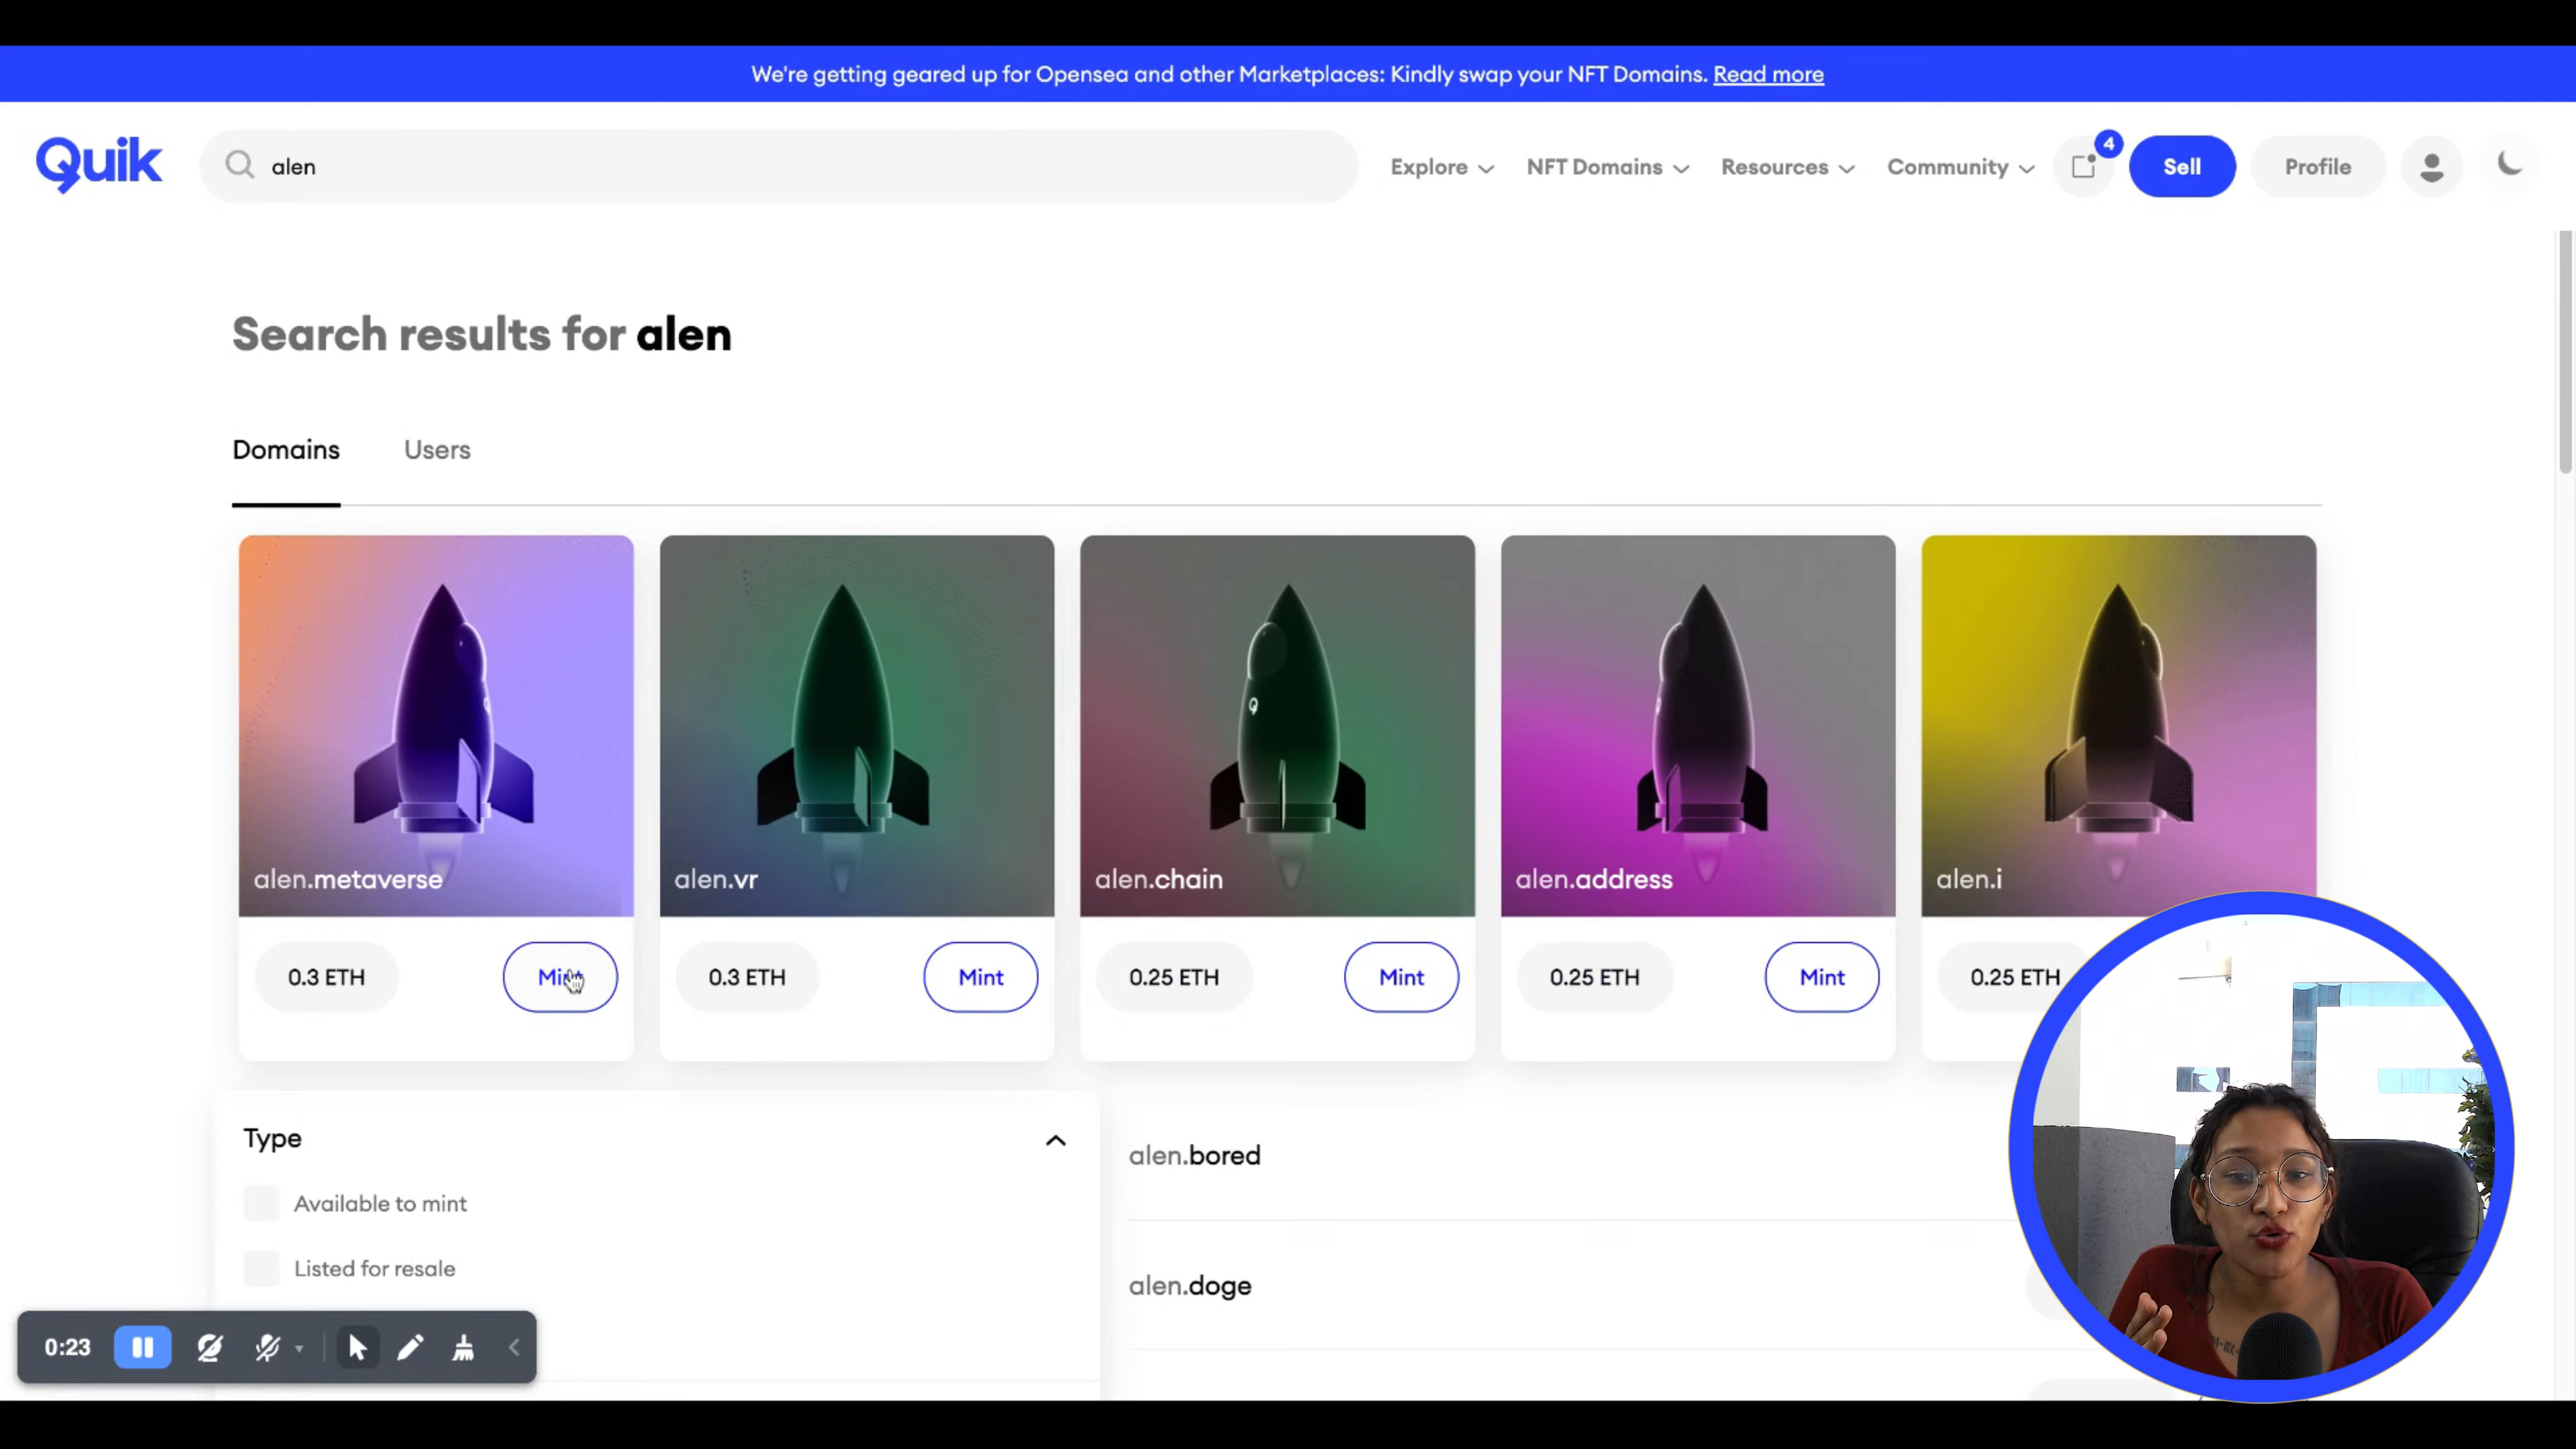 We're getting geared up for Opensea and other Marketplaces: Kindly swap your NFT Domains. Read more
Quik
alen
Explore
NFT Domains
Resources
Community
4
Sell
Profile
Search results for alen
Domains
Users
alen.metaverse
alen.vr
alen.chain
alen.address
alen.i
0.3 ETH
Mint
0.3 ETH
Mint
0.25 ETH
Mint
0.25 ETH
Mint
0.25 ETH
Type
Available to mint
Listed for resale
alen.bored
alen.doge
0:23